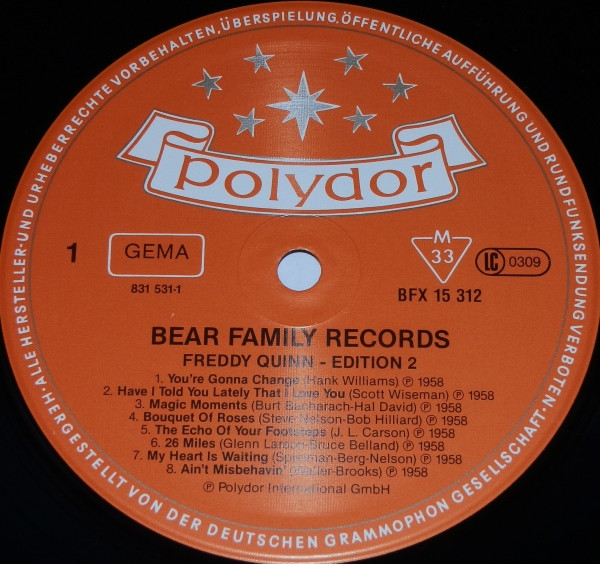 ·ALLE HERSTELLER-UND URHEBERRECHTE VORBEHALTEN, ÜBERSPIELUNG, ÖFFENTLICHE AUFFÜHRUNG UND RUNDFUNKSENDUNG VERBOTEN·
polydor
1
GEMA
831 531-1
M
33
LC 0309
BFX 15 312
BEAR FAMILY RECORDS
FREDDY QUINN - EDITION 2
1. You're Gonna Change (Hank Williams) ℗ 1958
2. Have I Told You Lately That I Love You (Scott Wiseman) ℗ 1958
3. Magic Moments (Burt Bacharach-Hal David) ℗ 1958
4. Bouquet Of Roses (Steve Nelson-Bob Hilliard) ℗ 1958
5. The Echo Of Your Footsteps (J. L. Carson) ℗ 1958
6. 26 Miles (Glenn Larson-Bruce Belland) ℗ 1958
7. My Heart Is Waiting (Spielman-Berg-Nelson) ℗ 1958
8. Ain't Misbehavin' (Waller-Brooks) ℗ 1958
℗ Polydor International GmbH
HERGESTELLT VON DER DEUTSCHEN GRAMMOPHON GESELLSCHAFT·